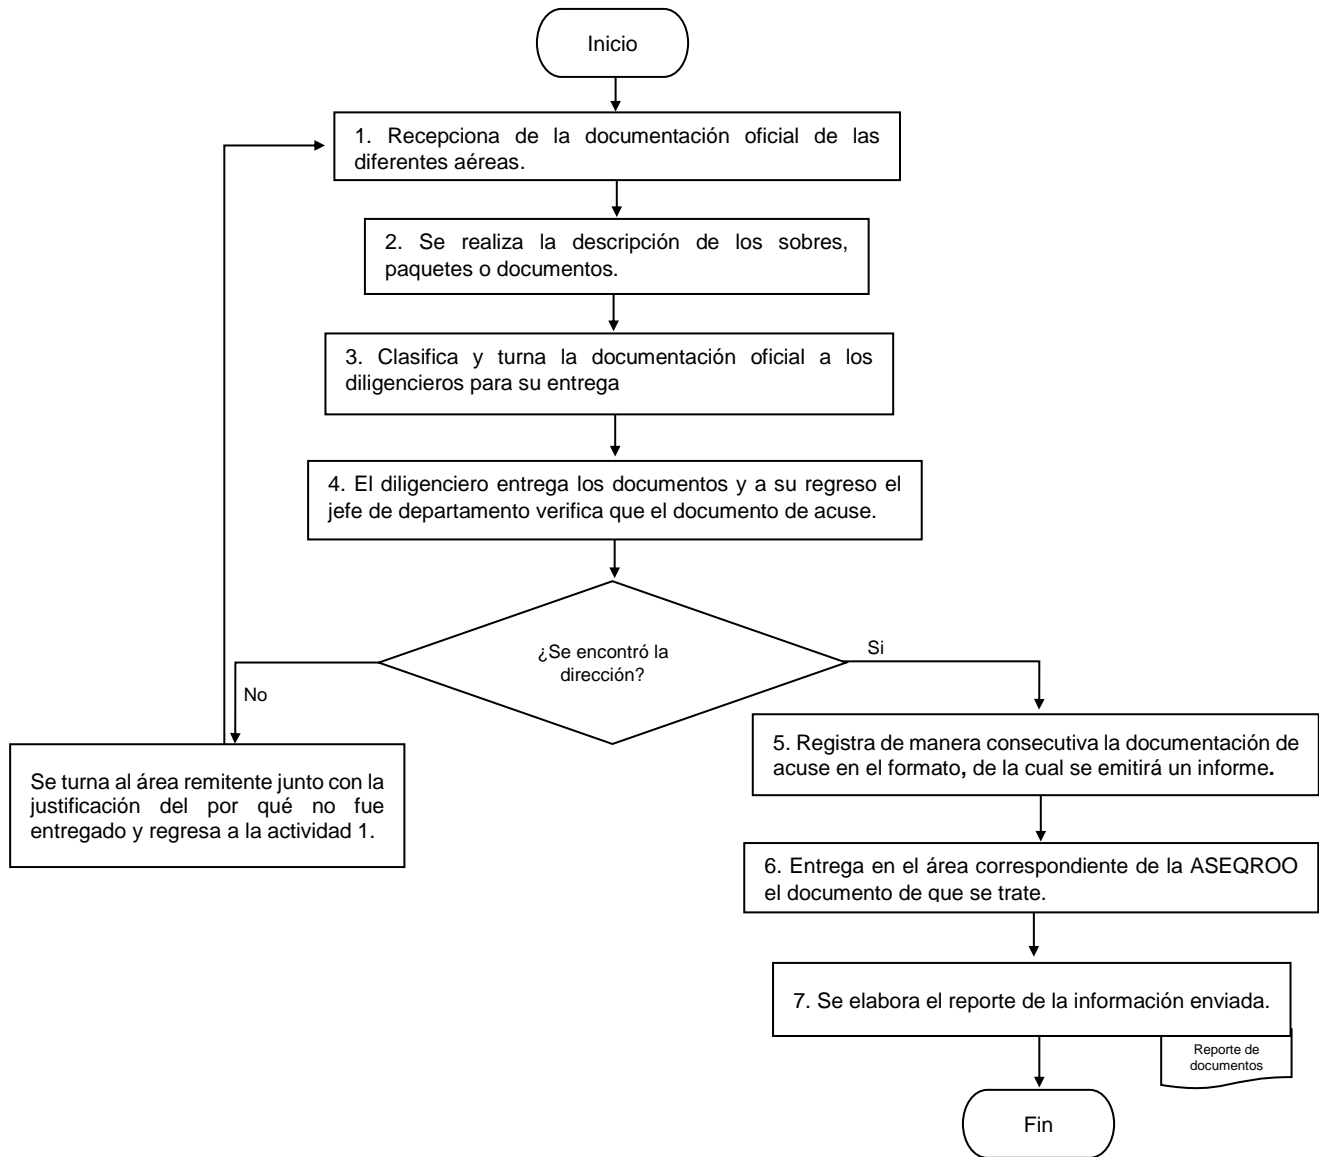 Inicio
1. Recepciona de la documentación oficial de las
diferentes aéreas.
2. Se realiza la descripción de los sobres,
paquetes o documentos.
3. Clasifica y turna la documentación oficial a los
diligencieros para su entrega
4. El diligenciero entrega los documentos y a su regreso el
jefe de departamento verifica que el documento de acuse.
¿Se encontró la
dirección?
Si
No
Se turna al área remitente junto con la
justificación del por qué no fue
entregado y regresa a la actividad 1.
5. Registra de manera consecutiva la documentación de
acuse en el formato, de la cual se emitirá un informe.
6. Entrega en el área correspondiente de la ASEQROO
el documento de que se trate.
7. Se elabora el reporte de la información enviada.
Reporte de
documentos
Fin